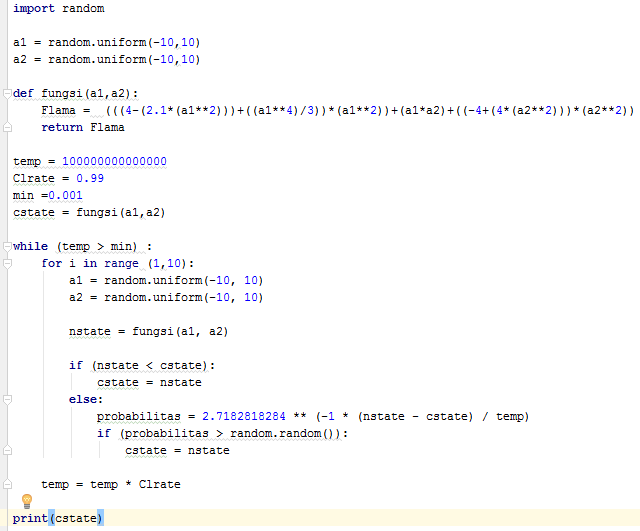 import random
a1 = random.uniform(-10,10)
a2 = random.uniform(-10,10)
def fungsi(a1,a2):
    Flama =  (((4-(2.1*(a1**2)))+((a1**4)/3))*(a1**2))+(a1*a2)+((-4+(4*(a2**2)))*(a2**2))
    return Flama
temp = 100000000000000
Clrate = 0.99
min =0.001
cstate = fungsi(a1,a2)
while (temp > min) :
    for i in range (1,10):
        a1 = random.uniform(-10, 10)
        a2 = random.uniform(-10, 10)
        nstate = fungsi(a1, a2)
        if (nstate < cstate):
            cstate = nstate
        else:
            probabilitas = 2.7182818284 ** (-1 * (nstate - cstate) / temp)
            if (probabilitas > random.random()):
                cstate = nstate
    temp = temp * Clrate
print(cstate)